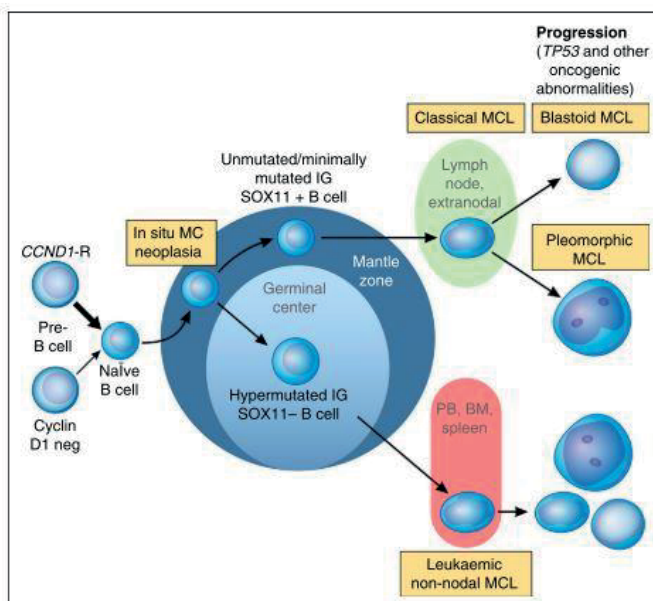 Progression
(TP53 and other
oncogenic
abnormalities)
Classical MCL
Blastoid MCL
Unmutated/minimally
mutated IG
SOX11 + B cell
Lymph
node,
extranodal
In situ MC
neoplasia
CCND1-R
Mantle
zone
Pleomorphic
MCL
Germinal
center
Pre-
B cell
Naïve
B cell
Hypermutated IG
SOX11– B cell
Cyclin
D1 neg
PB, BM,
spleen
Leukaemic
non-nodal MCL